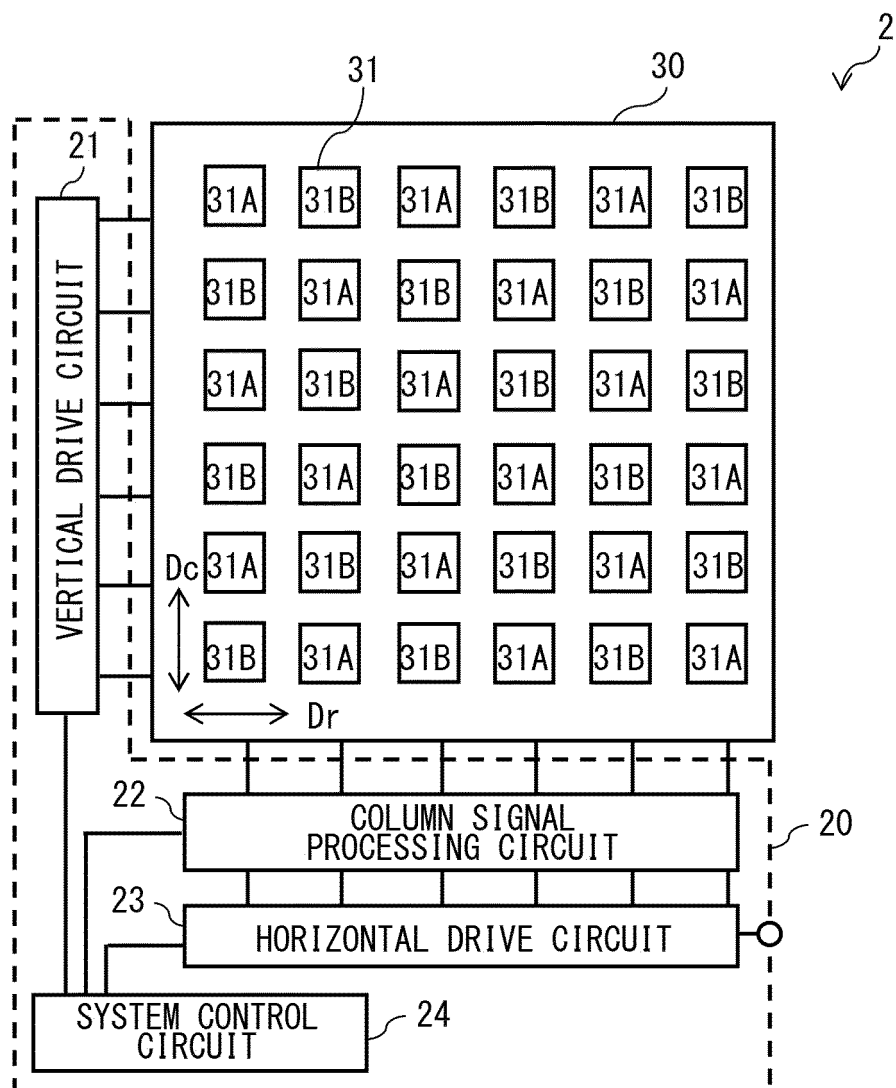 2
31
30
21
31A 31B 31A 31B 31A 31B
31B 31A 31B 31A 31B 31A
31A 31B 31A 31B 31A 31B
31B 31A 31B 31A 31B 31A
31A 31B 31A 31B 31A 31B
31B 31A 31B 31A 31B 31A
VERTICAL DRIVE CIRCUIT
Dc
Dr
22
COLUMN SIGNAL
PROCESSING CIRCUIT
20
23
HORIZONTAL DRIVE CIRCUIT
SYSTEM CONTROL
CIRCUIT
24